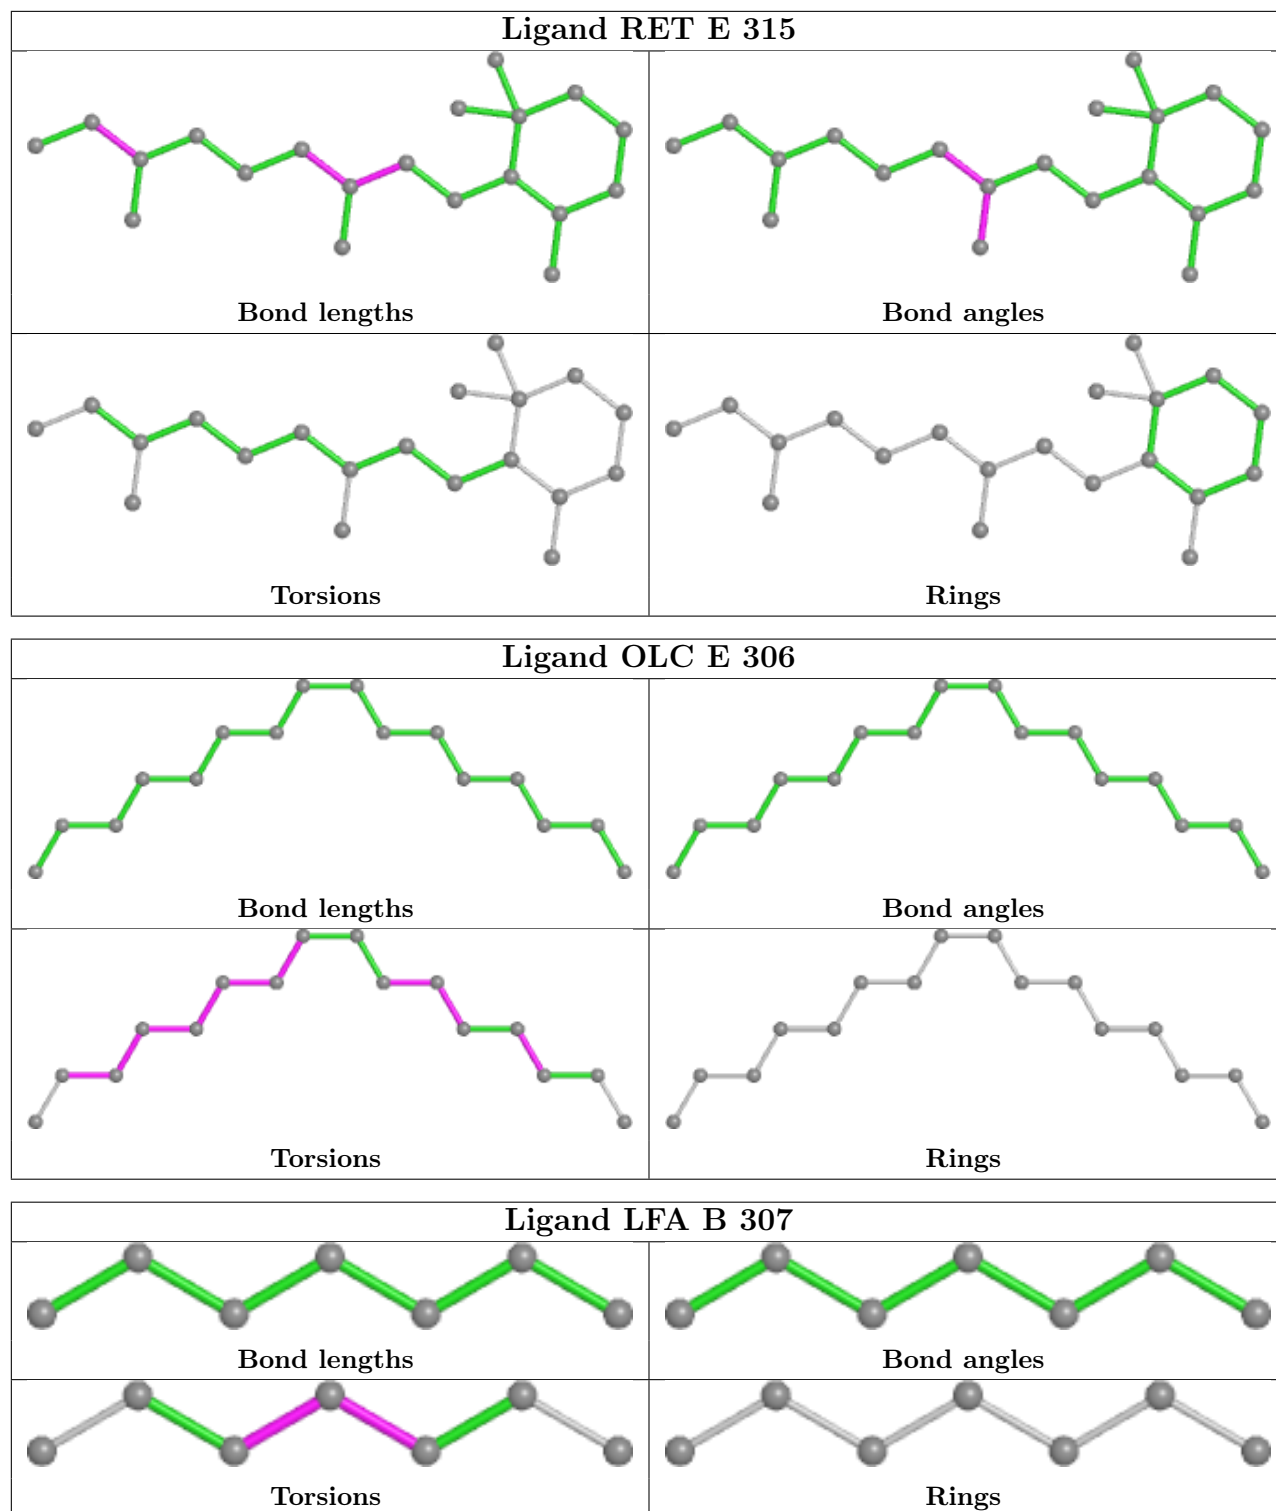 Ligand RET E 315
Bond lengths
Bond angles
Torsions
Rings
Ligand OLC E 306
Bond lengths
Bond angles
Torsions
Rings
Ligand LFA B 307
Bond lengths
Bond angles
Torsions
Rings